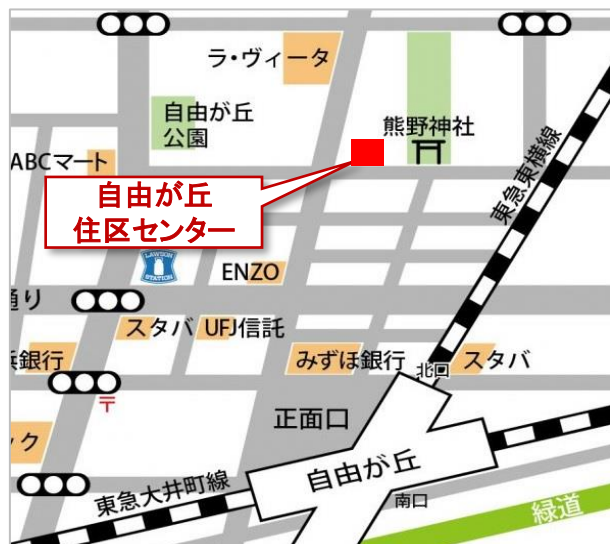 ラ・ヴィータ
自由が丘
公園
熊野神社
ABCマート
東急東横線
自由が丘
住区センター
LAWSON
STATION
ENZO
通り
スタバ
UFJ信託
浜銀行
みずほ銀行
北口
スタバ
〒
正面口
ック
自由が丘
東急大井町線
南口
緑道